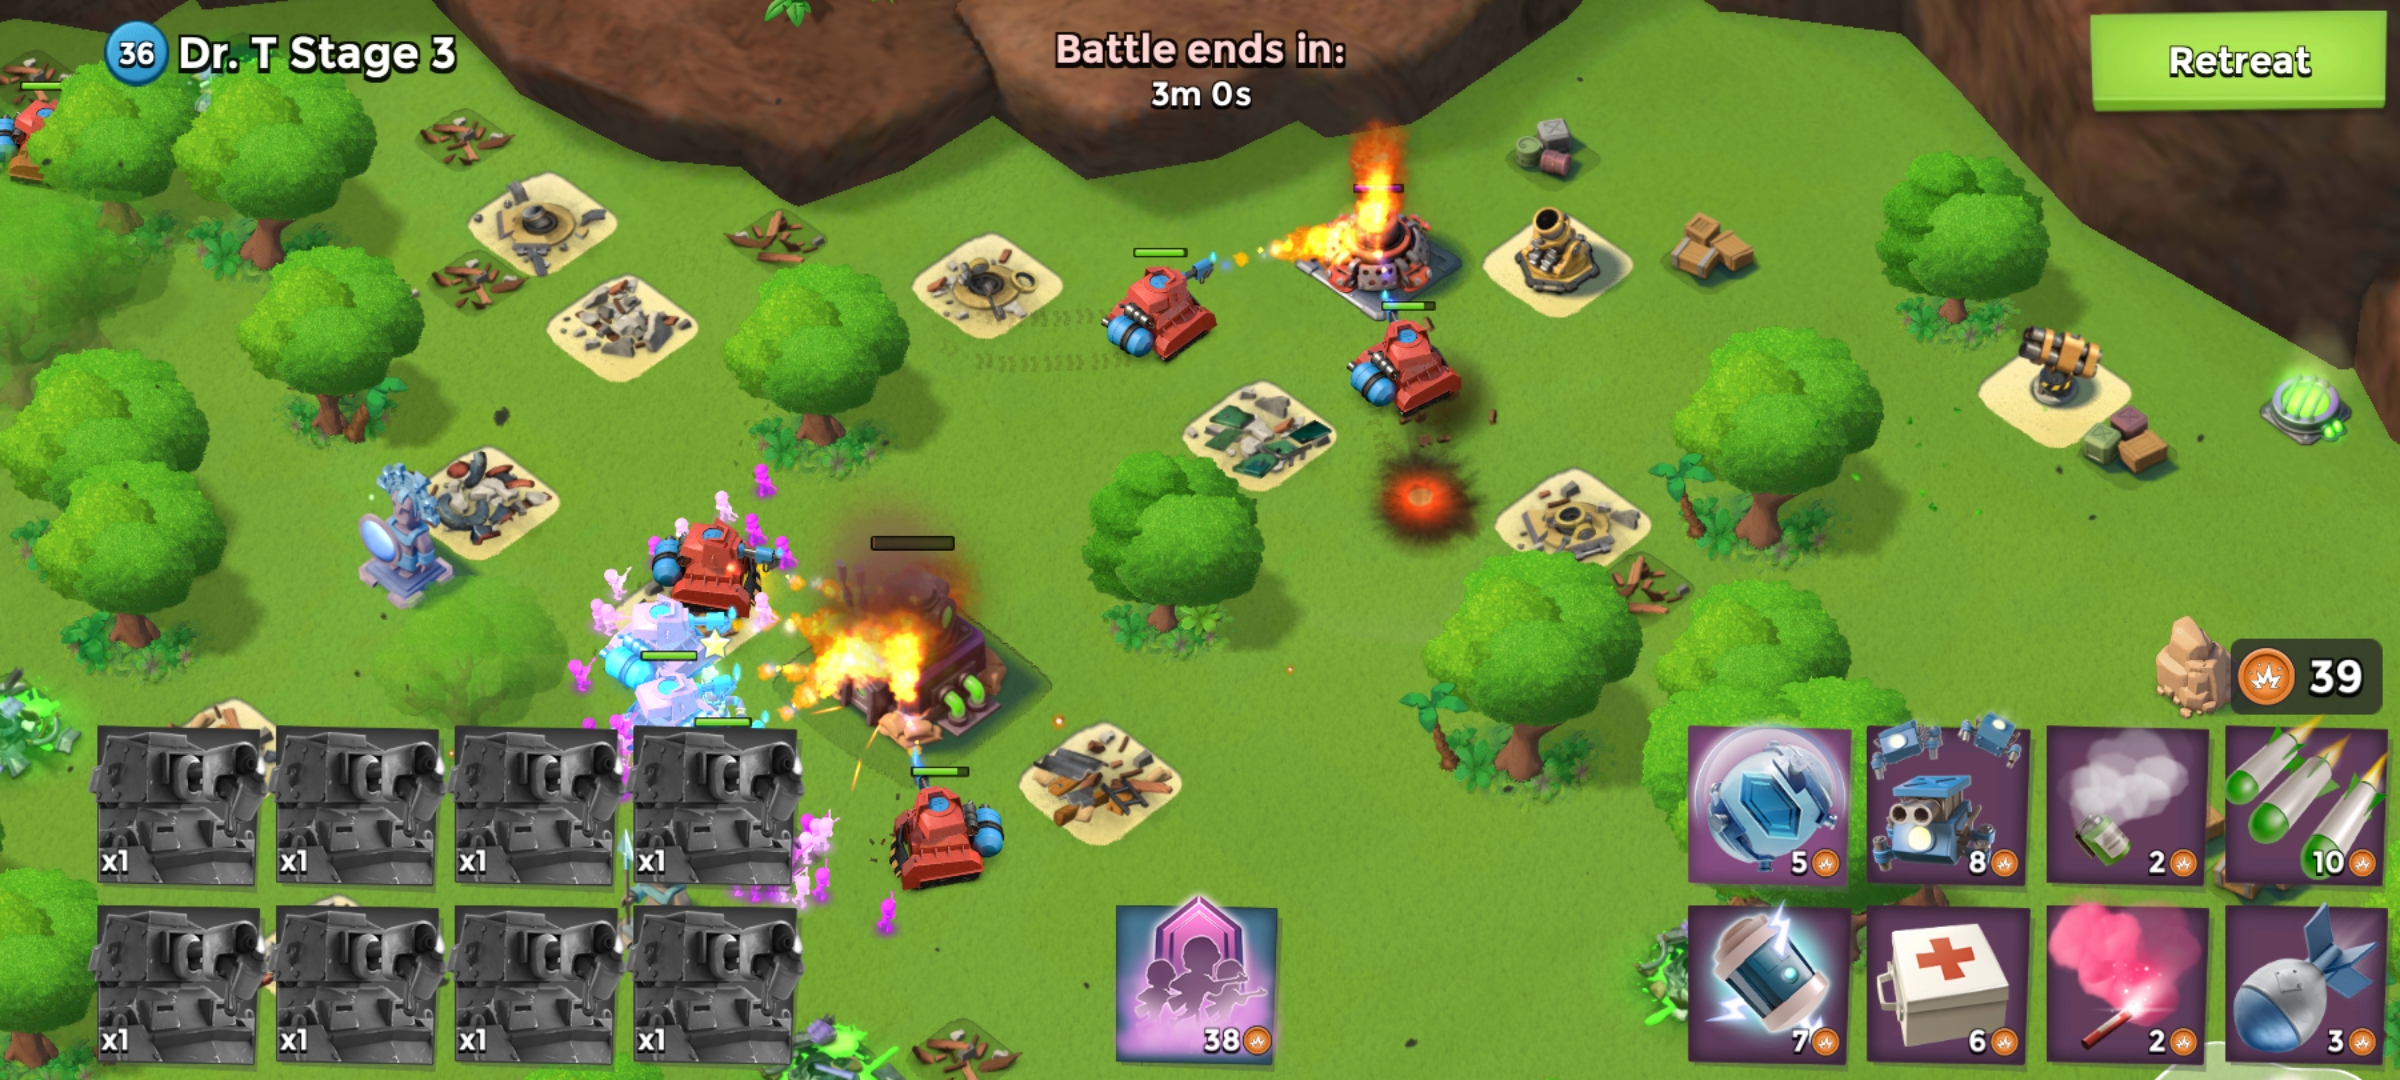 36 Dr. T Stage 3
Battle ends in:
3m 0s
Retreat
39
x1 x1 x1 x1
5 8 2 10
x1 x1 x1 x1
38
7 6 2 3